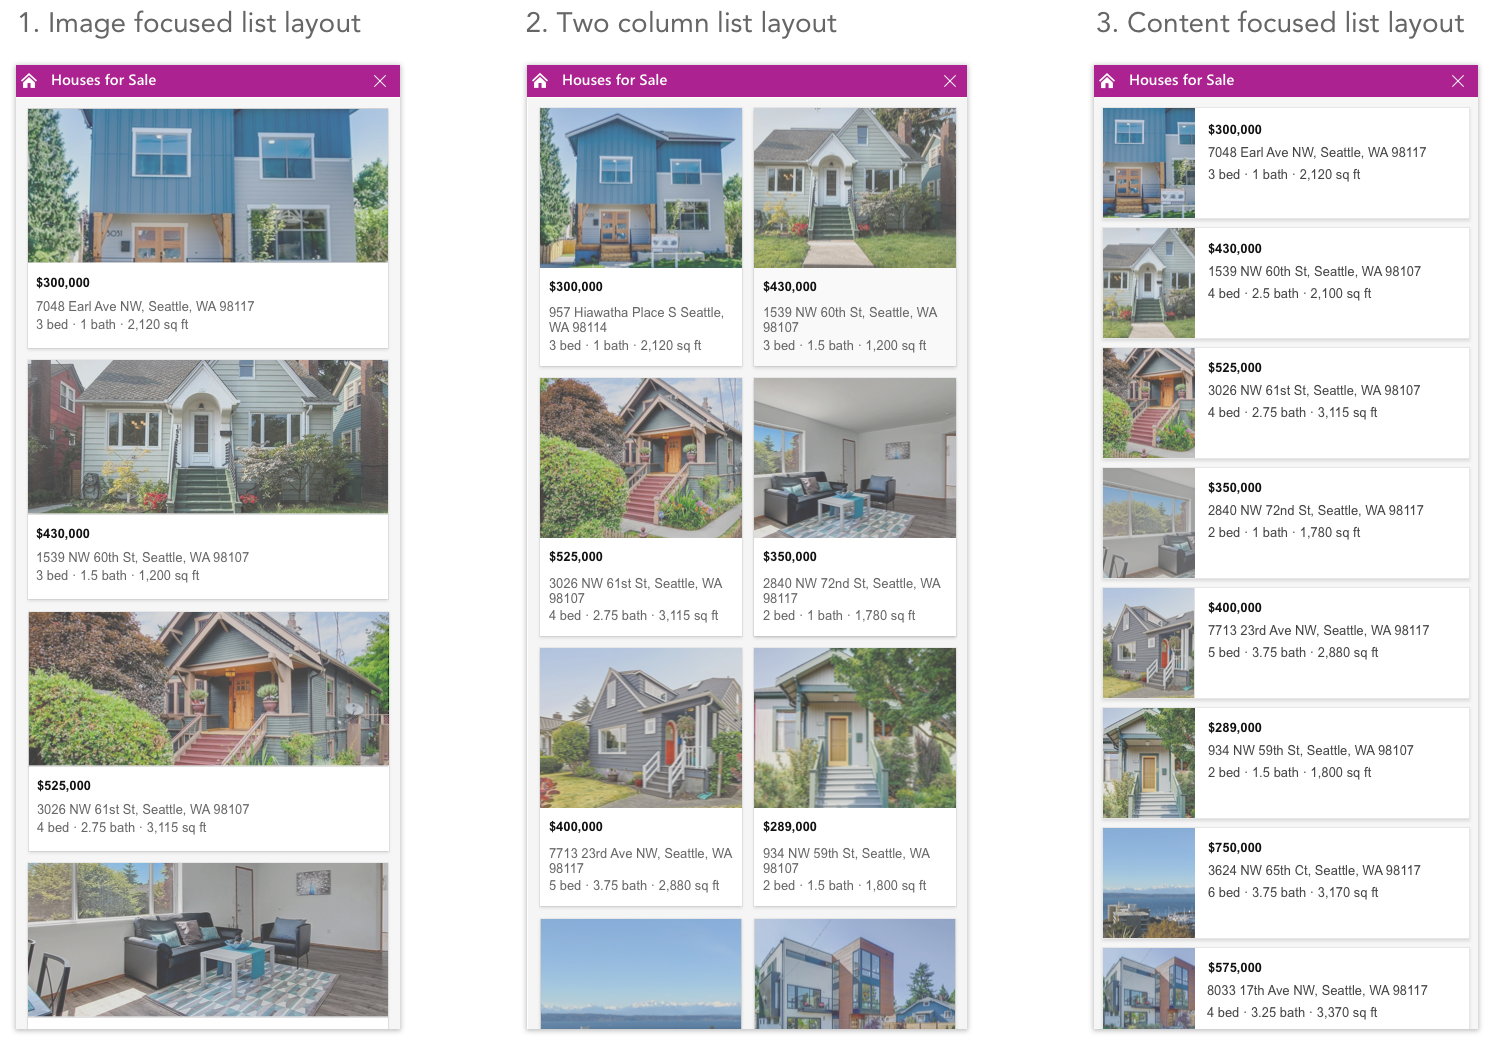 1. Image focused list layout
Houses for Sale
3031
$300,000
7048 Earl Ave NW, Seattle, WA 98117
3 bed · 1 bath · 2,120 sq ft
$430,000
1539 NW 60th St, Seattle, WA 98107
3 bed · 1.5 bath · 1,200 sq ft
$525,000
3026 NW 61st St, Seattle, WA 98107
4 bed · 2.75 bath · 3,115 sq ft
2. Two column list layout
Houses for Sale
$300,000
957 Hiawatha Place S Seattle,
WA 98114
3 bed · 1 bath · 2,120 sq ft
$430,000
1539 NW 60th St, Seattle, WA
98107
3 bed · 1.5 bath · 1,200 sq ft
$525,000
3026 NW 61st St, Seattle, WA
98107
4 bed · 2.75 bath · 3,115 sq ft
$350,000
2840 NW 72nd St, Seattle, WA
98117
2 bed · 1 bath · 1,780 sq ft
$400,000
7713 23rd Ave NW, Seattle, WA
98117
5 bed · 3.75 bath · 2,880 sq ft
$289,000
934 NW 59th St, Seattle, WA
98107
2 bed · 1.5 bath · 1,800 sq ft
3. Content focused list layout
Houses for Sale
$300,000
7048 Earl Ave NW, Seattle, WA 98117
3 bed · 1 bath · 2,120 sq ft
$430,000
1539 NW 60th St, Seattle, WA 98107
4 bed · 2.5 bath · 2,100 sq ft
$525,000
3026 NW 61st St, Seattle, WA 98107
4 bed · 2.75 bath · 3,115 sq ft
$350,000
2840 NW 72nd St, Seattle, WA 98117
2 bed · 1 bath · 1,780 sq ft
$400,000
7713 23rd Ave NW, Seattle, WA 98117
5 bed · 3.75 bath · 2,880 sq ft
$289,000
934 NW 59th St, Seattle, WA 98107
2 bed · 1.5 bath · 1,800 sq ft
$750,000
3624 NW 65th Ct, Seattle, WA 98117
6 bed · 3.75 bath · 3,170 sq ft
$575,000
8033 17th Ave NW, Seattle, WA 98117
4 bed · 3.25 bath · 3,370 sq ft